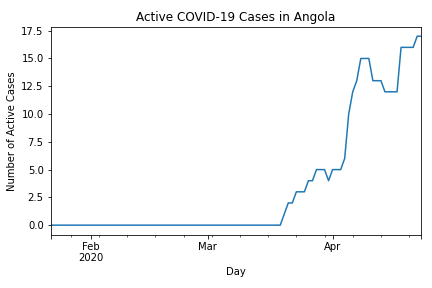 Active COVID-19 Cases in Angola
17.5
15.0
12.5
10.0
7.5
5.0
2.5
0.0
Number of Active Cases
Feb
2020
Mar
Apr
Day